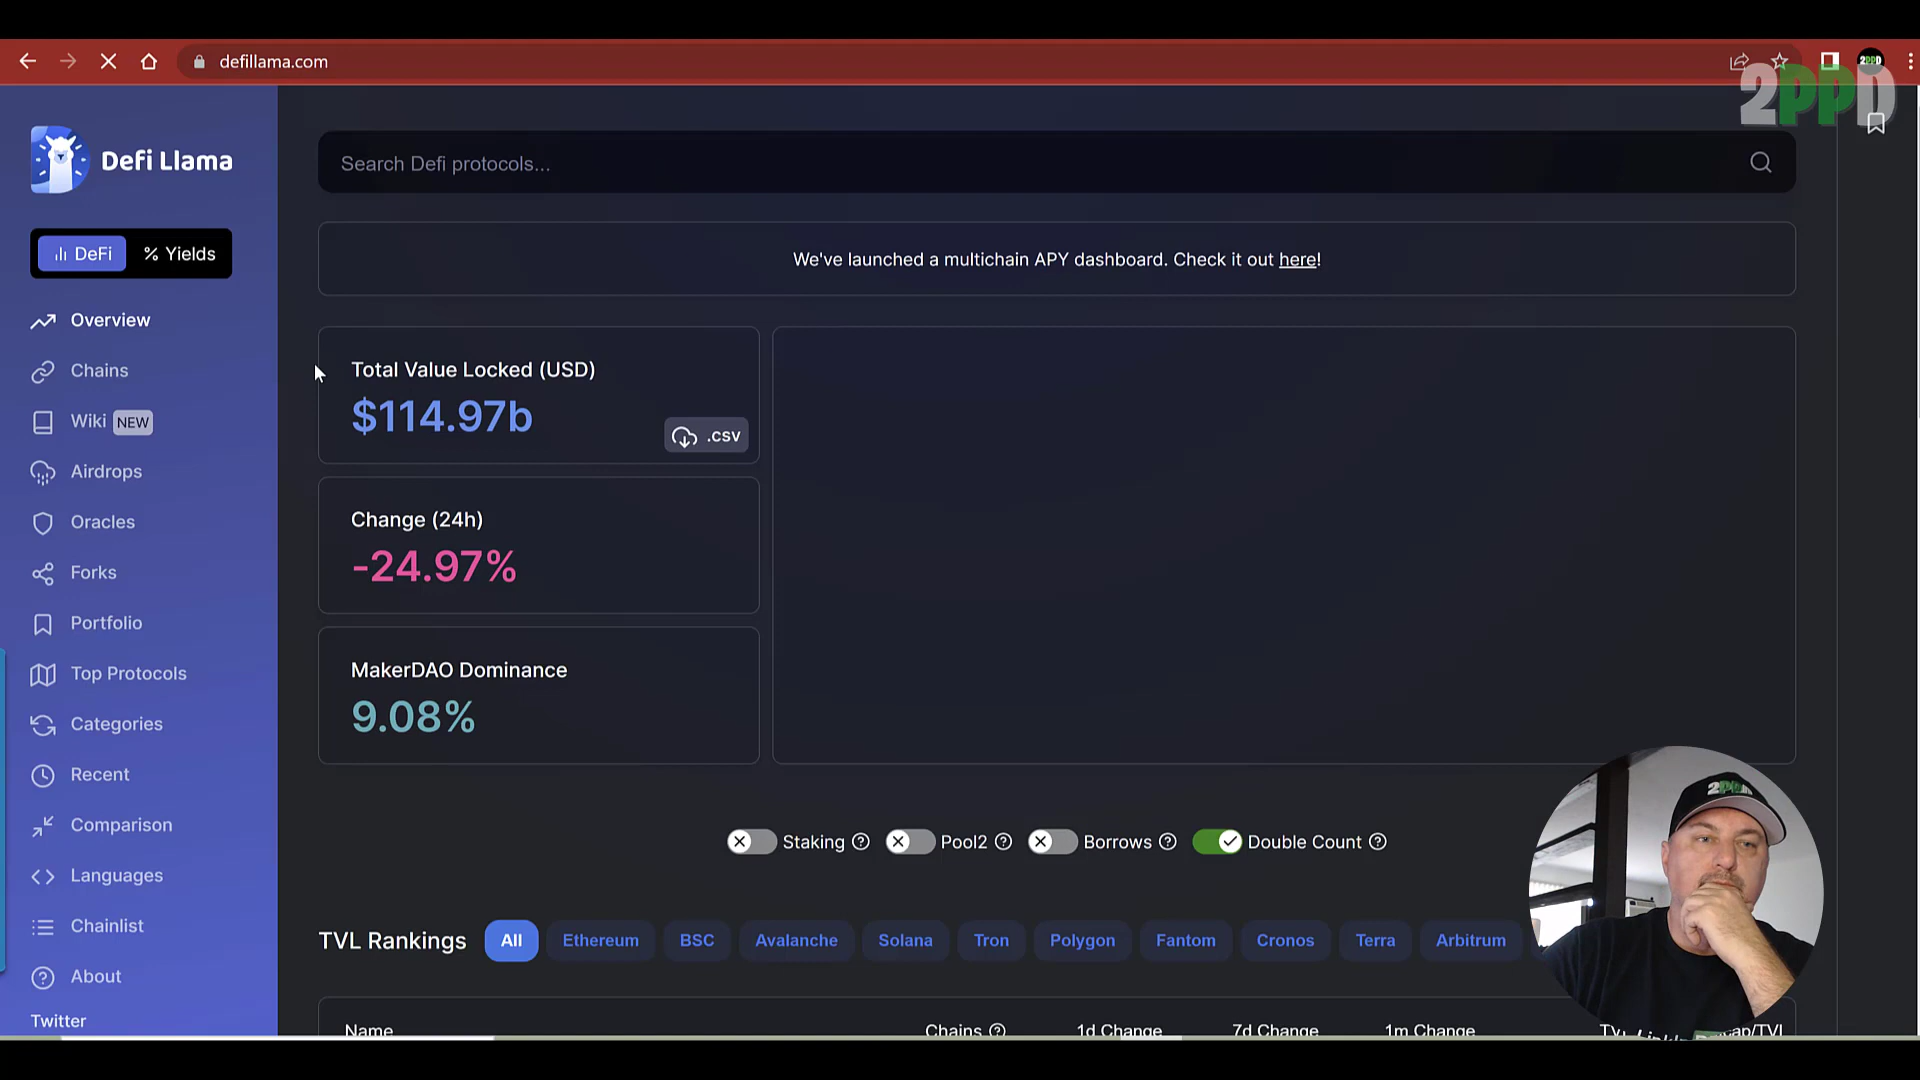 defillama.com
2PPD
2PPD
Defi Llama
Search Defi protocols...
DeFi
% Yields
We've launched a multichain APY dashboard. Check it out here!
Overview
Chains
Wiki NEW
Airdrops
Oracles
Forks
Portfolio
Top Protocols
Categories
Recent
Comparison
Languages
Chainlist
About
Twitter
Total Value Locked (USD)
$114.97b
.csv
Change (24h)
-24.97%
MakerDAO Dominance
9.08%
Staking
Pool2
Borrows
Double Count
2PPD
TVL Rankings
All
Ethereum
BSC
Avalanche
Solana
Tron
Polygon
Fantom
Cronos
Terra
Arbitrum
Name
Chains
1d Change
7d Change
1m Change